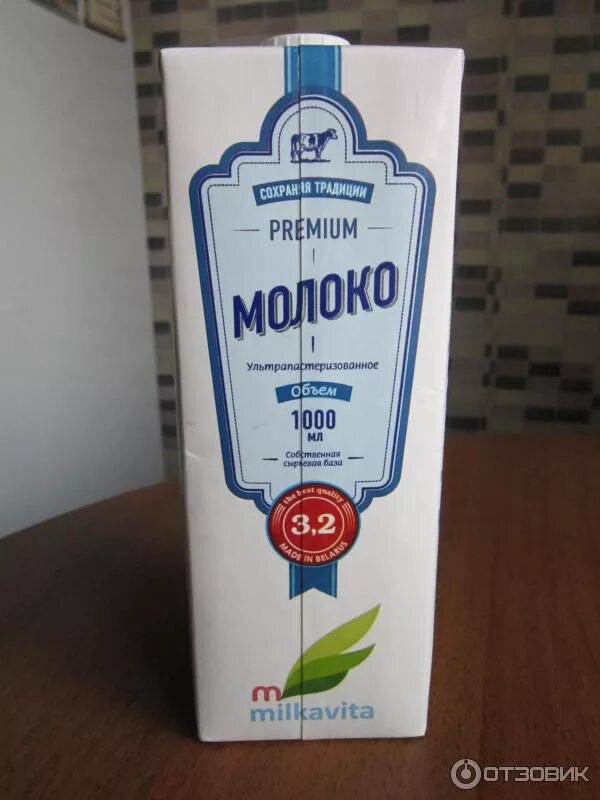 СОХРАНЯЯ ТРАДИЦИИ
PREMIUM
МОЛОКО
Ультрапастеризованное
Объем
1000
мл
Собственная
сырьевая база
the best quality
3,2
MADE IN BELARUS
m
milkavita
ОТЗОВИК